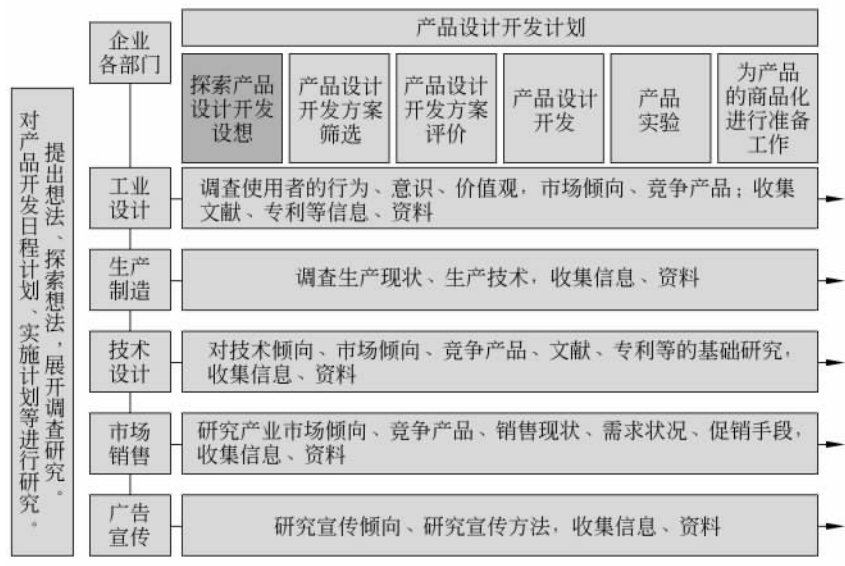 产品设计开发计划
企业
各部门
探索产品
设计开发
设想
产品设计
开发方案
筛选
产品设计
开发方案
评价
产品设计
开发
产品
实验
为产品
的商品化
进行准备
工作
提出想法、探索想法，展开调查研究。
对产品开发日程计划、实施计划等进行研究。
工业
设计
调查使用者的行为、意识、价值观，市场倾向、竞争产品；收集
文献、专利等信息、资料
生产
制造
调查生产现状、生产技术，收集信息、资料
技术
设计
对技术倾向、市场倾向、竞争产品、文献、专利等的基础研究，
收集信息、资料
市场
销售
研究产业市场倾向、竞争产品、销售现状、需求状况、促销手段，
收集信息、资料
广告
宣传
研究宣传倾向、研究宣传方法，收集信息、资料